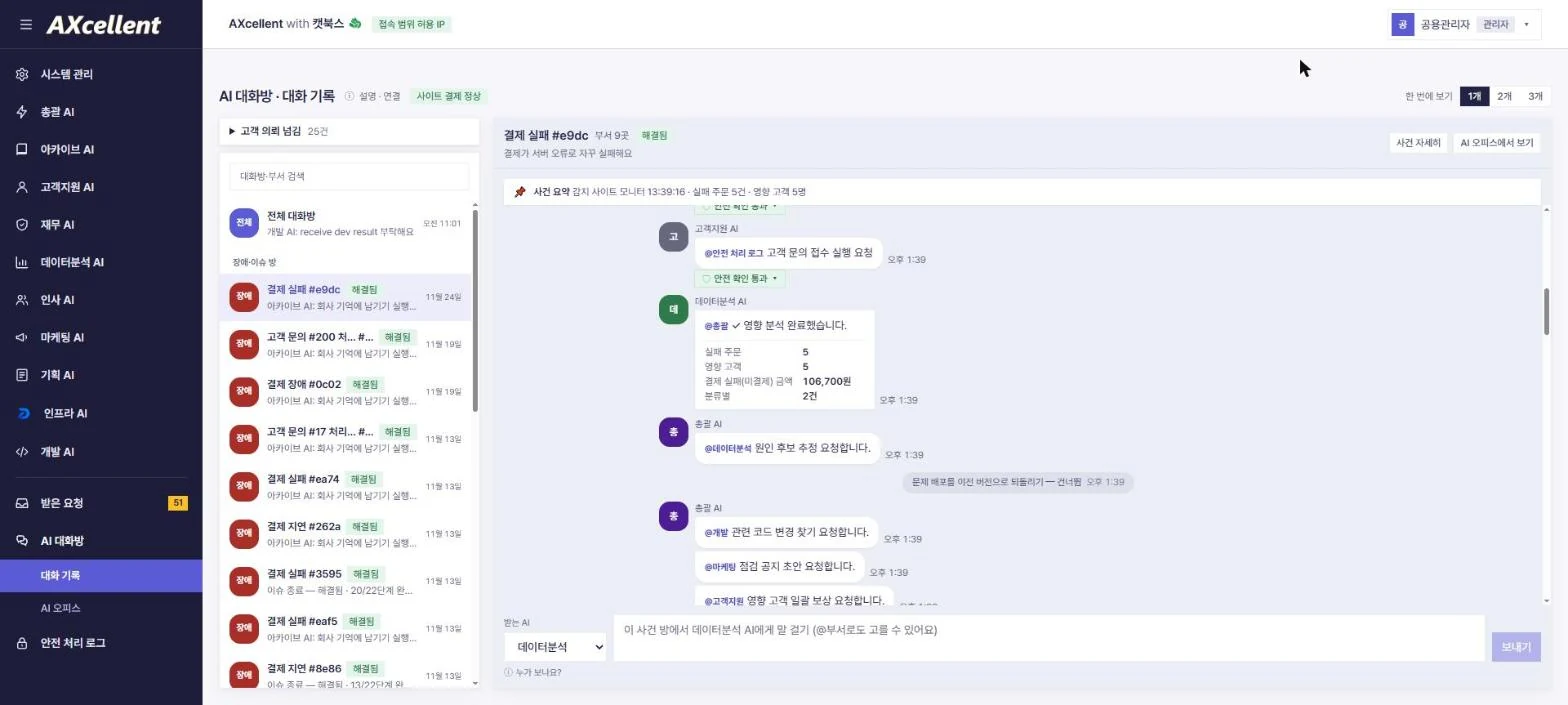 AXcellent
시스템 관리
총괄 AI
아카이브 AI
고객지원 AI
재무 AI
데이터분석 AI
인사 AI
마케팅 AI
기획 AI
인프라 AI
개발 AI
받은 요청 51
AI 대화방
대화 기록
AI 오피스
안전 처리 로그
AXcellent with 캣북스 접속 범위 허용 IP
공 공용관리자 관리자
AI 대화방 · 대화 기록 ⓘ 설명 · 연결 사이트 결제 정상
한 번에 보기 1개 2개 3개
▶ 고객 의뢰 넘김 25건
대화방·부서 검색
전체 전체 대화방 오전 11:01
개발 AI: receive dev result 부탁해요
장애·이슈 방
장애 결제 실패 #e9dc 해결됨 11월 24일
아카이브 AI: 회사 기억에 남기기 실행...
장애 고객 문의 #200 처... #... 해결됨 11월 19일
아카이브 AI: 회사 기억에 남기기 실행...
장애 결제 장애 #0c02 해결됨 11월 19일
아카이브 AI: 회사 기억에 남기기 실행...
장애 고객 문의 #17 처리... #... 해결됨 11월 13일
아카이브 AI: 회사 기억에 남기기 실행...
장애 결제 실패 #ea74 해결됨 11월 13일
아카이브 AI: 회사 기억에 남기기 실행...
장애 결제 지연 #262a 해결됨 11월 13일
아카이브 AI: 회사 기억에 남기기 실행...
장애 결제 실패 #3595 해결됨 11월 13일
이슈 종료 — 해결됨 · 20/22단계 완...
장애 결제 실패 #eaf5 해결됨 11월 13일
아카이브 AI: 회사 기억에 남기기 실행...
장애 결제 지연 #8e86 해결됨 11월 13일
이슈 종료 — 해결됨 · 13/22단계 완
결제 실패 #e9dc 부서 9곳 해결됨
결제가 서버 오류로 자꾸 실패해요
사건 자세히 AI 오피스에서 보기
사건 요약 감지 사이트 모니터 13:39:16 · 실패 주문 5건 · 영향 고객 5명
안전 확인 통과
고 고객지원 AI
@안전 처리 로그 고객 문의 접수 실행 요청 오후 1:39
안전 확인 통과
데 데이터분석 AI
@총괄 ✓ 영향 분석 완료했습니다.
실패 주문 5
영향 고객 5
결제 실패(미결제) 금액 106,700원
분류별 2건
오후 1:39
총 총괄 AI
@데이터분석 원인 후보 추정 요청합니다. 오후 1:39
문제 배포를 이전 버전으로 되돌리기 — 건너뜀 오후 1:39
총 총괄 AI
@개발 관련 코드 변경 찾기 요청합니다. 오후 1:39
@마케팅 점검 공지 초안 요청합니다. 오후 1:39
@고객지원 영향 고객 일괄 보상 요청합니다.
받는 AI
데이터분석
이 사건 방에서 데이터분석 AI에게 말 걸기 (@부서로도 고를 수 있어요)
보내기
ⓘ 누가 보나요?